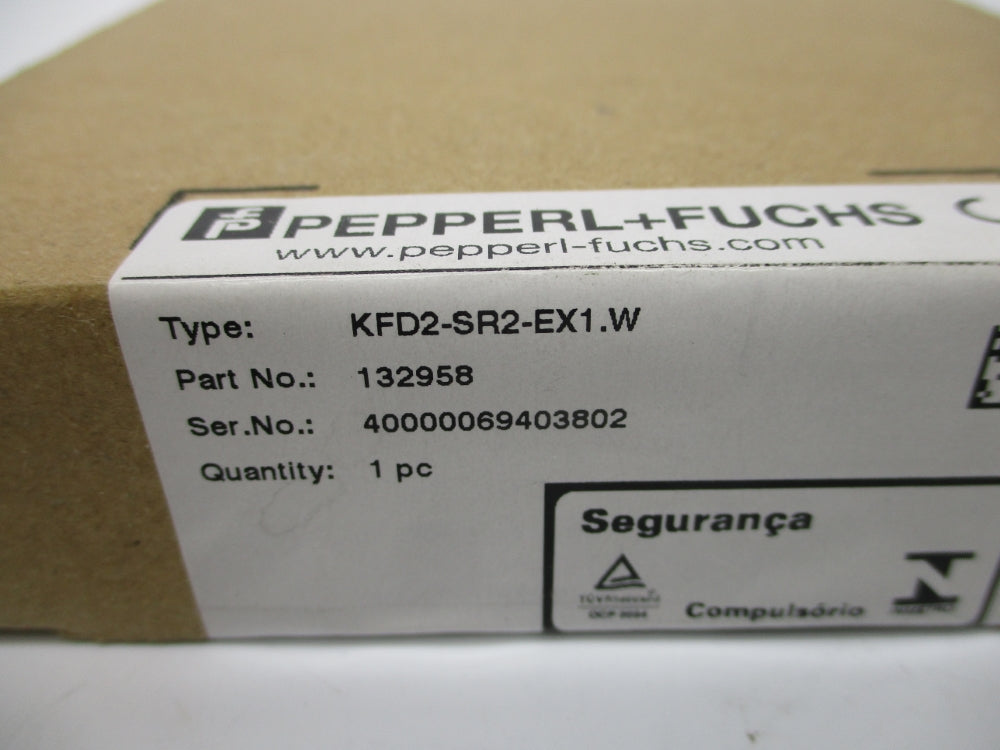 PEPPERL+FUCHS
www.pepperl-fuchs.com
Type: KFD2-SR2-EX1.W
Part No.: 132958
Ser.No.: 40000069403802
Quantity: 1 pc
Segurança
Compulsório